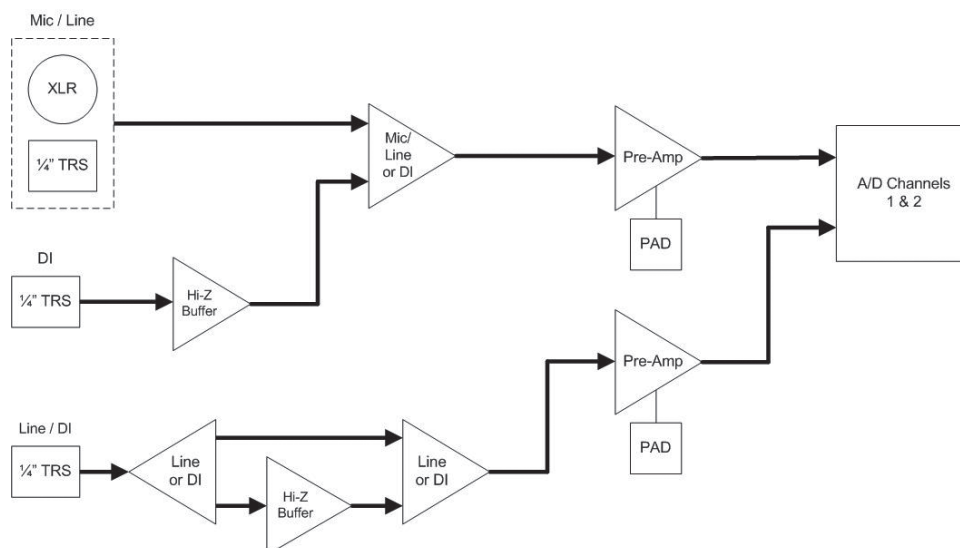 Mic / Line
XLR
¼” TRS
Mic/
Line
or DI
Pre-Amp
PAD
A/D Channels
1 & 2
DI
¼” TRS
Hi-Z
Buffer
Pre-Amp
PAD
Line / DI
¼” TRS
Line
or DI
Hi-Z
Buffer
Line
or DI